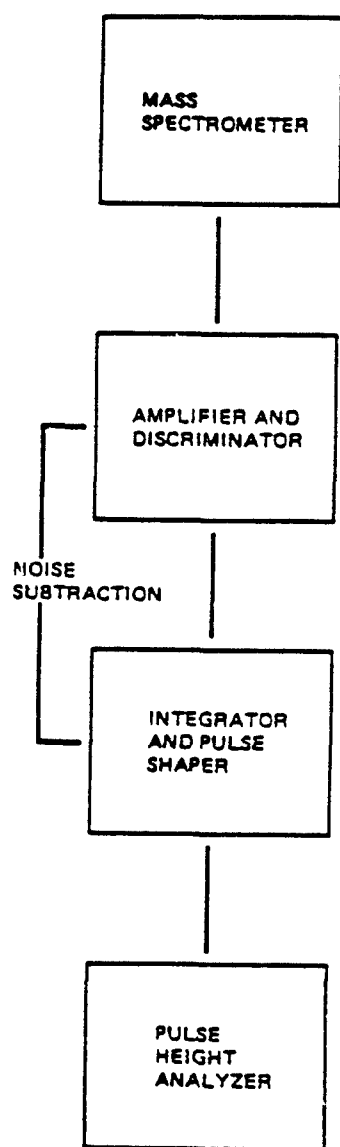 MASS
SPECTROMETER
AMPLIFIER AND
DISCRIMINATOR
NOISE
SUBTRACTION
INTEGRATOR
AND PULSE
SHAPER
PULSE
HEIGHT
ANALYZER